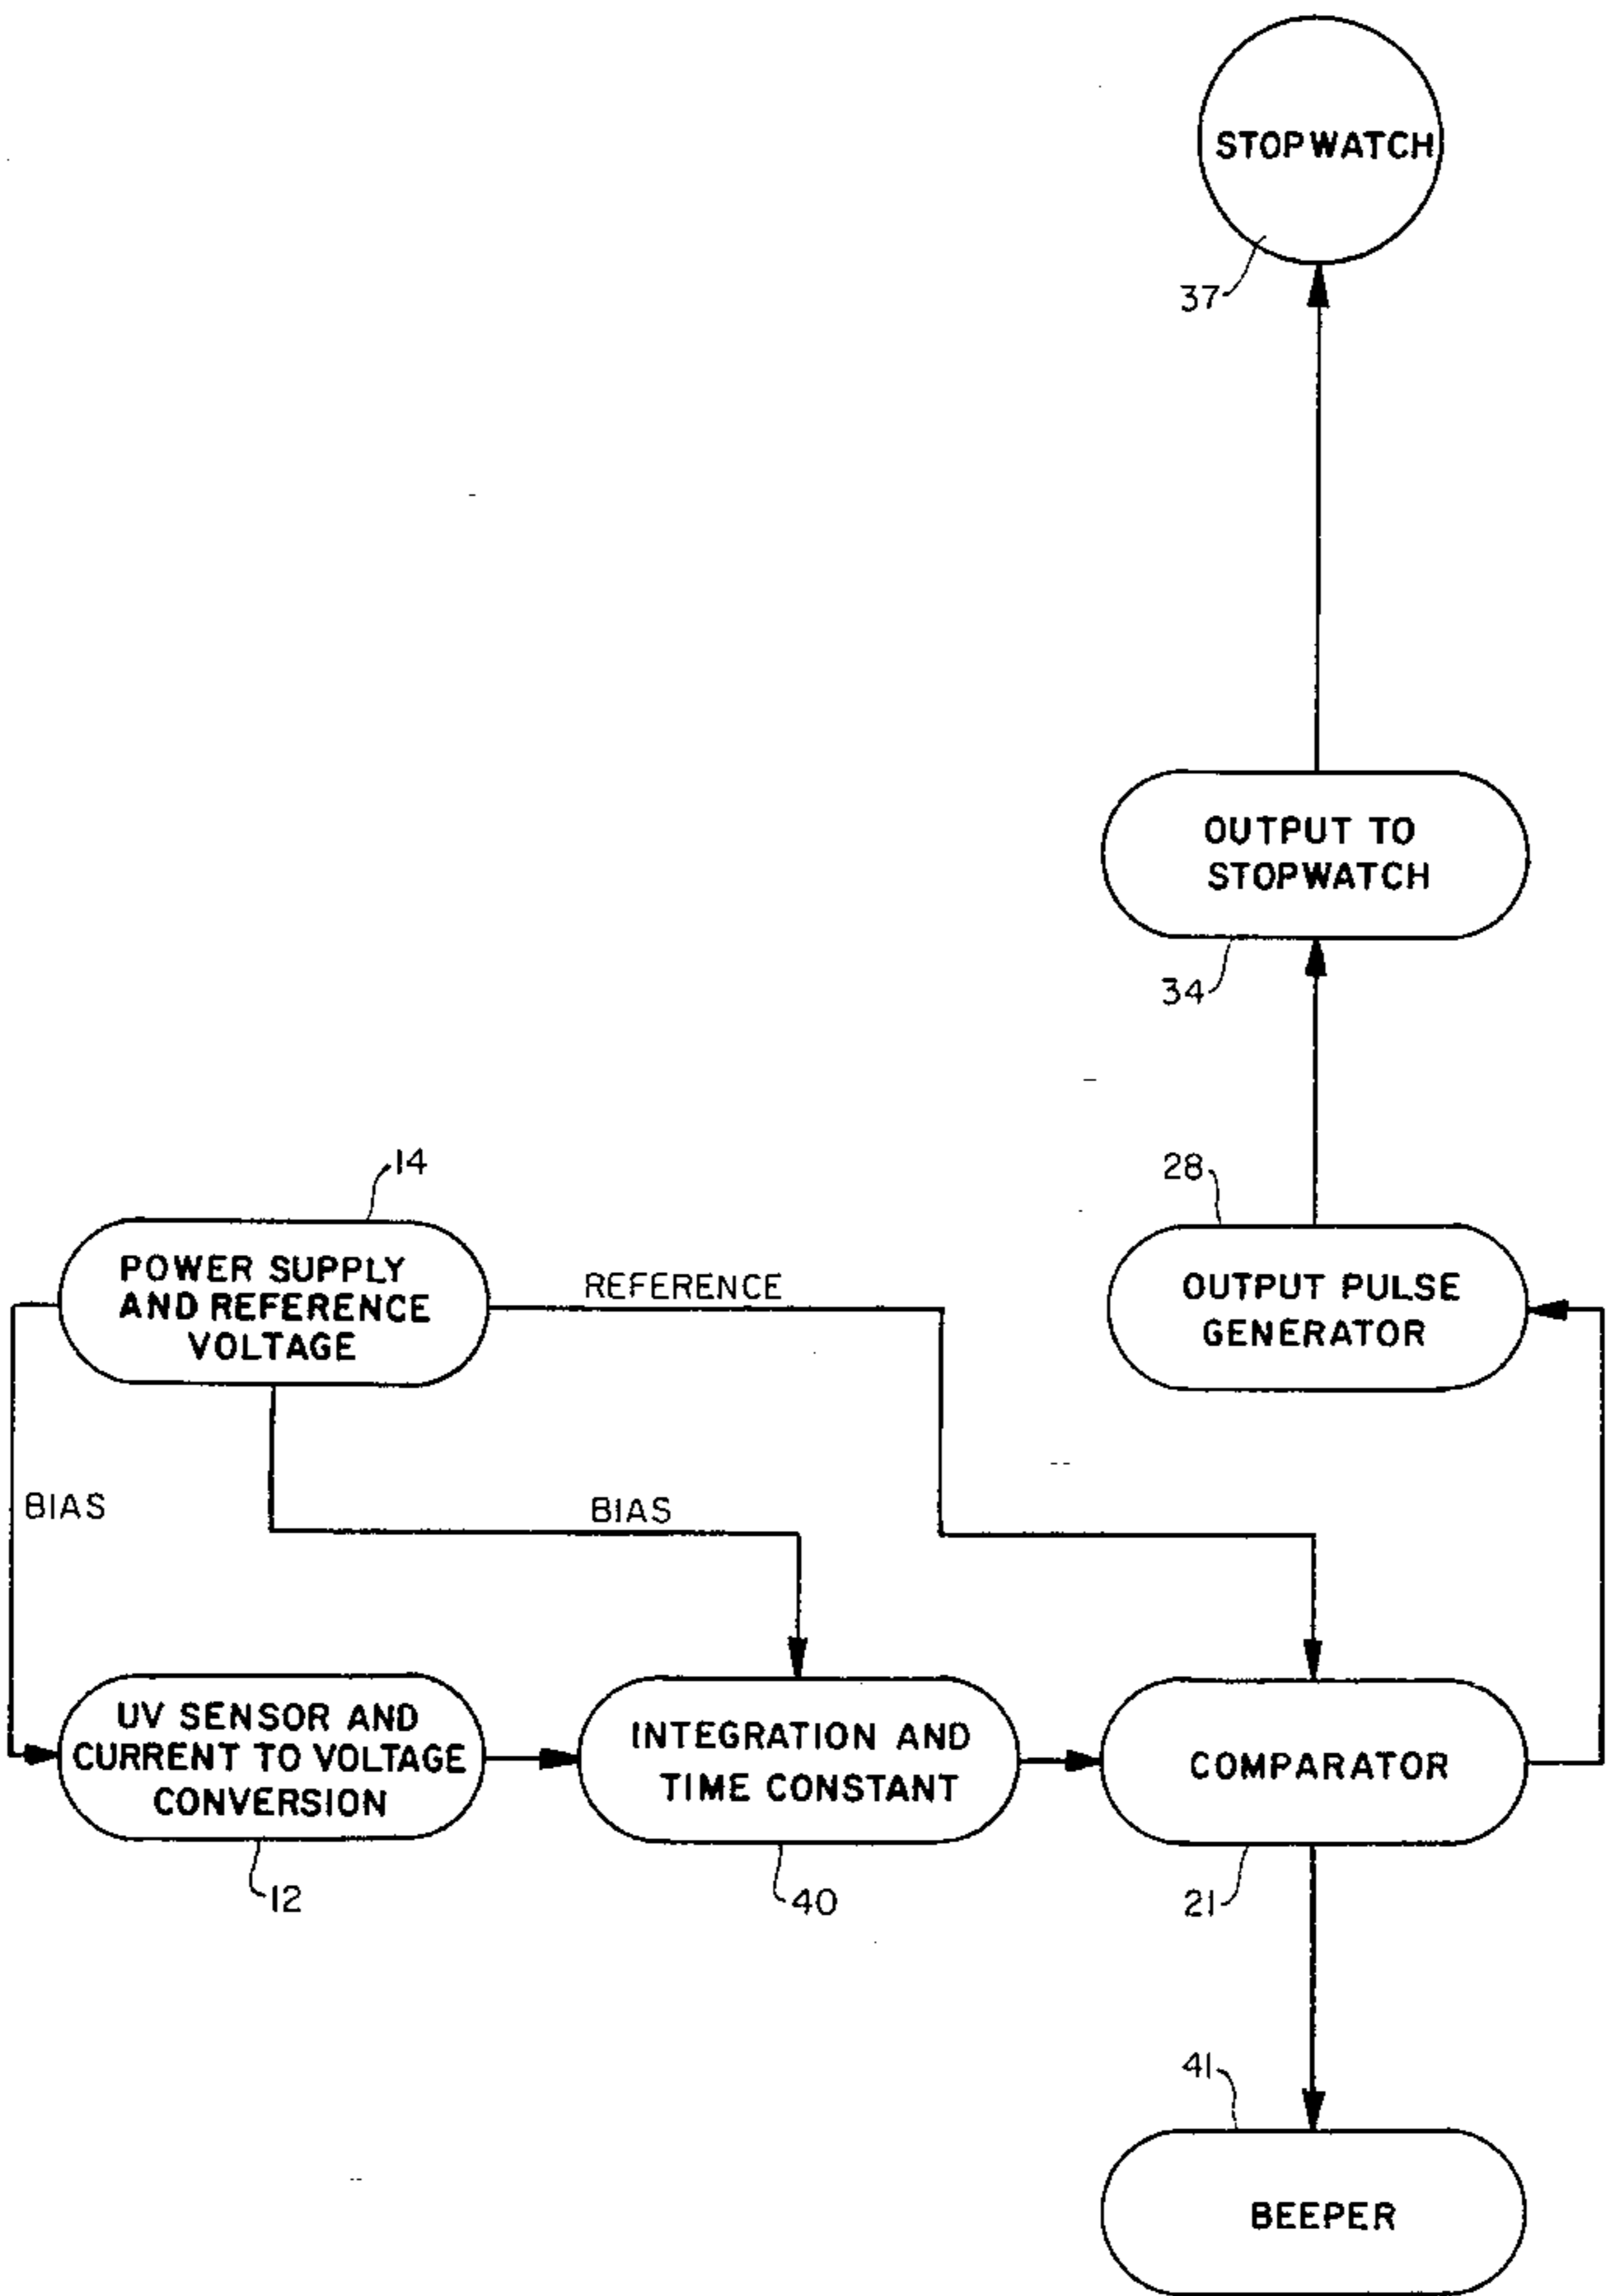 STOPWATCH
37
OUTPUT TO
STOPWATCH
34
14
28
POWER SUPPLY
AND REFERENCE
VOLTAGE
REFERENCE
OUTPUT PULSE
GENERATOR
BIAS
BIAS
UV SENSOR AND
CURRENT TO VOLTAGE
CONVERSION
INTEGRATION AND
TIME CONSTANT
COMPARATOR
12
40
21
41
BEEPER